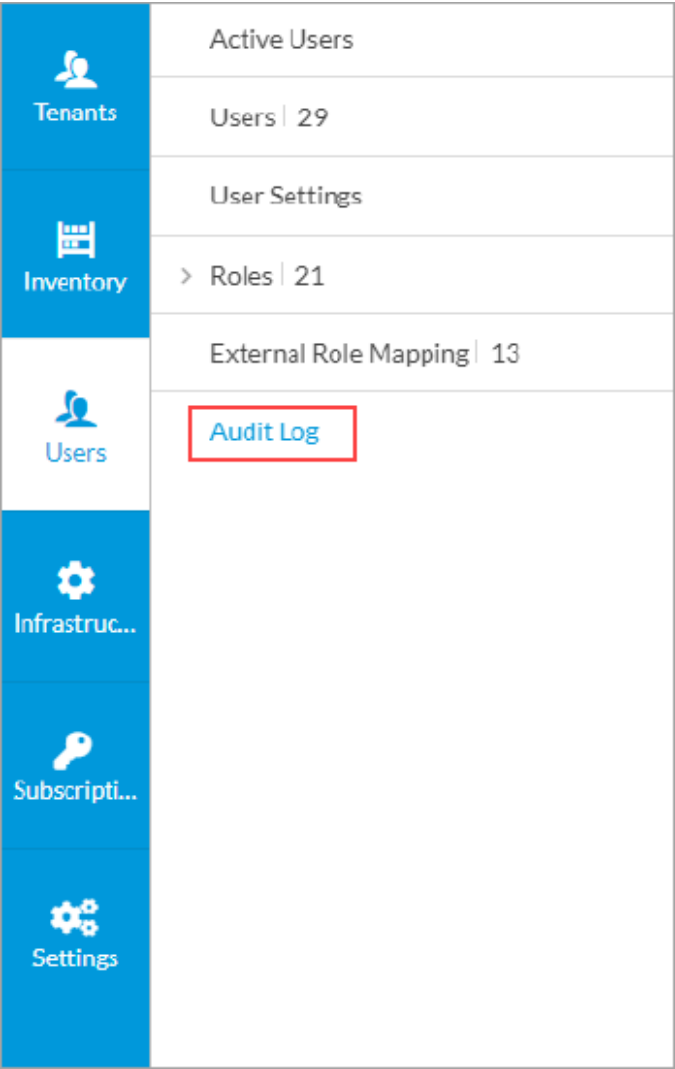 Tenants
Inventory
Users
Infrastruc...
Subscripti...
Settings
Active Users
Users | 29
User Settings
> Roles | 21
External Role Mapping | 13
Audit Log